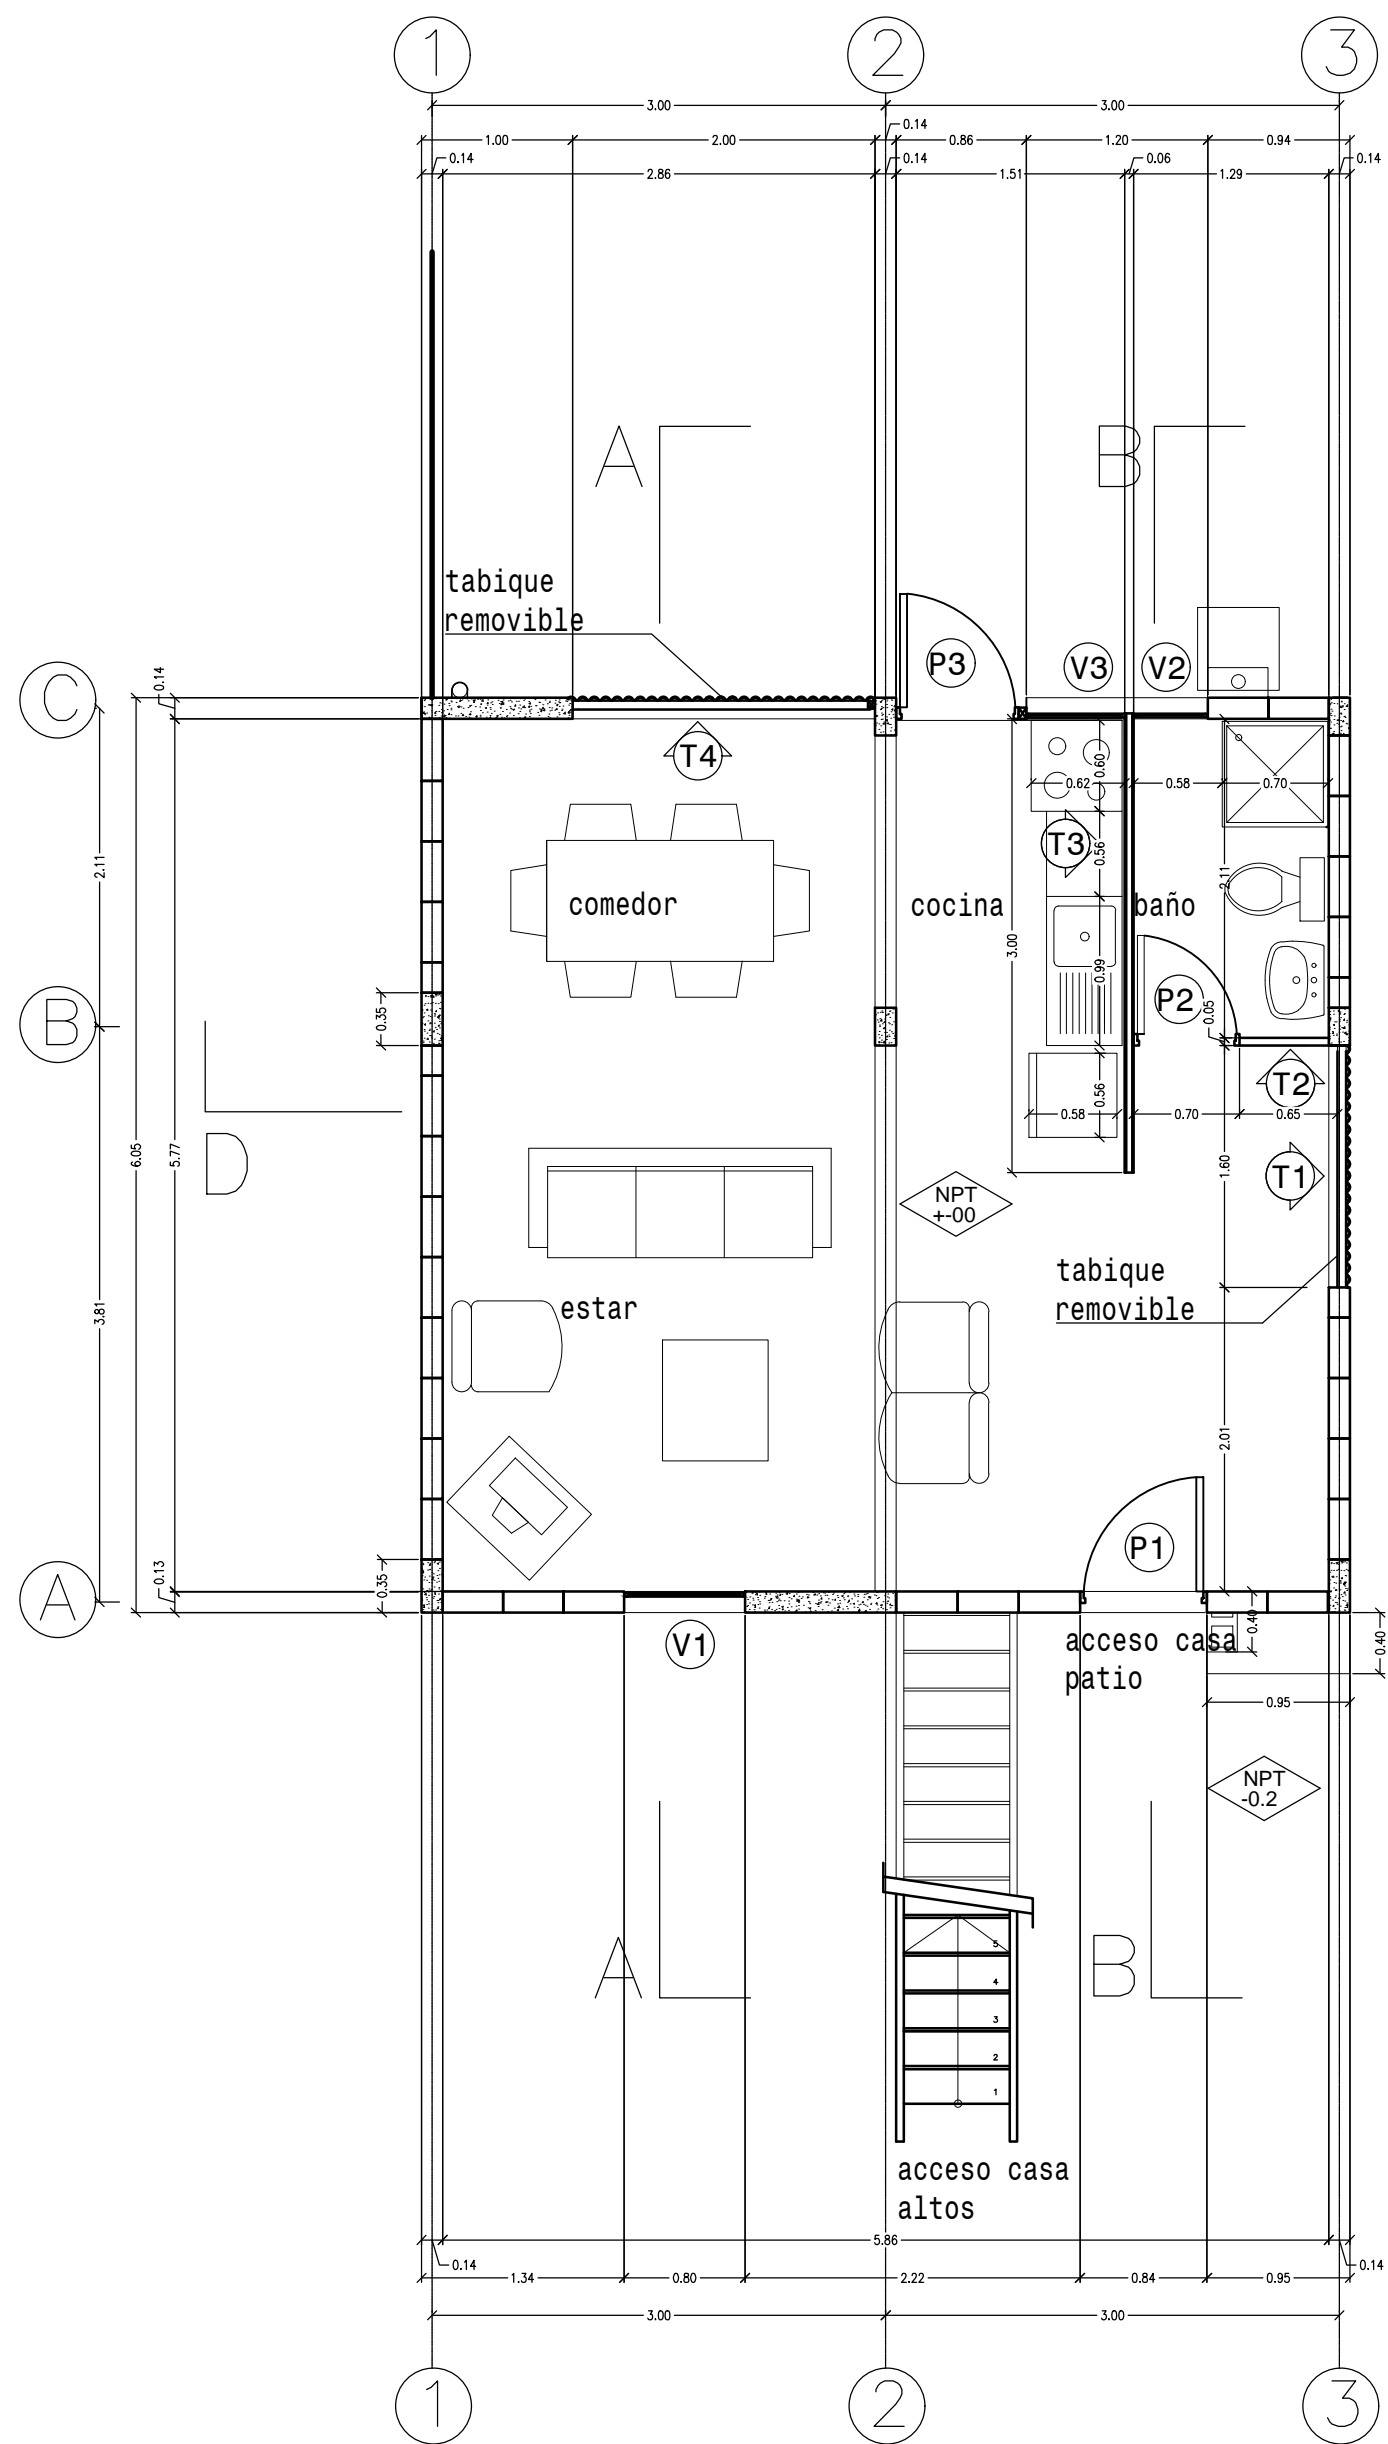 1
2
3
3.00
3.00
0.14
1.00
2.00
0.86
1.20
0.94
0.14
0.14
0.06
0.14
2.86
1.51
1.29
A
B
tabique
removible
P3
V3
V2
C
0.14
T4
0.60
0.62
0.58
0.70
T3
0.56
2.11
2.11
comedor
cocina
baño
3.00
0.99
P2
0.05
B
0.35
T2
0.56
0.58
0.70
0.65
D
6.05
5.77
1.60
T1
NPT
+-00
tabique
removible
estar
3.81
2.01
P1
A
0.13
0.35
V1
acceso casa
patio
0.40
0.40
0.95
NPT
-0.2
A
B
5
4
3
2
1
acceso casa
altos
5.86
0.14
0.14
1.34
0.80
2.22
0.84
0.95
3.00
3.00
1
2
3